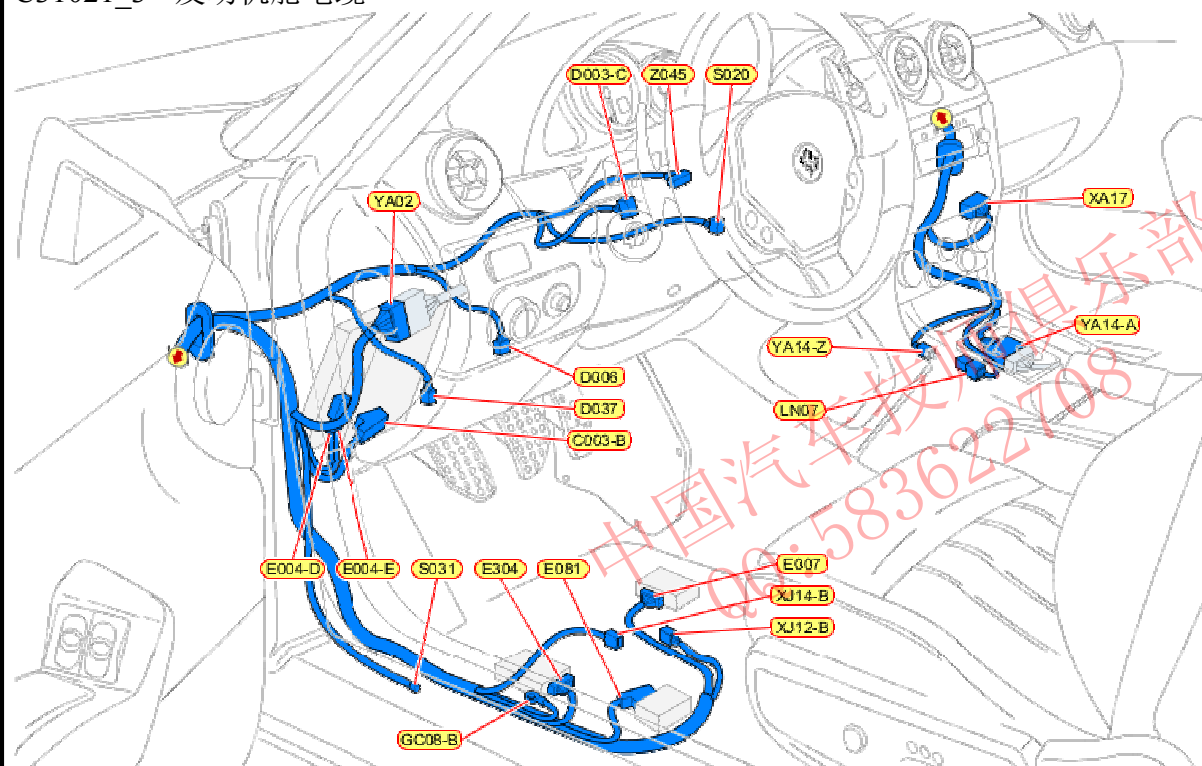 D003-C Z045 S020
YA02
XA17
YA14-A
YA14-Z
D006
D037
LN07
C003-B
E004-D E004-E S031 E304 E081 E007
XJ14-B
XJ12-B
GC08-B
中国汽车技师俱乐部
QQ:583622708